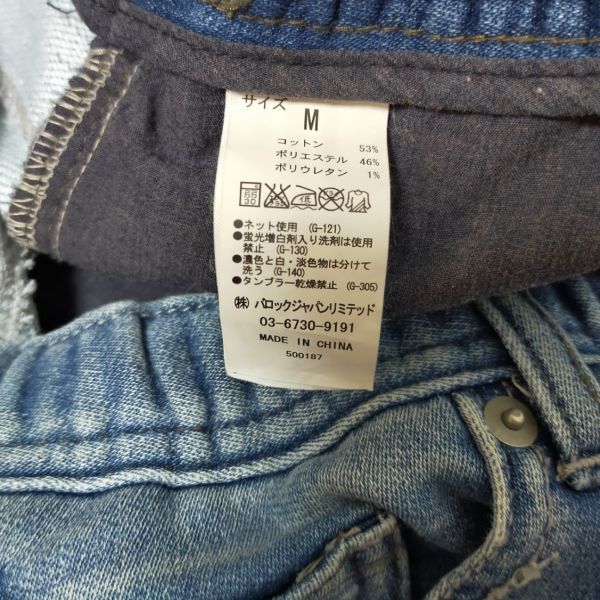 サイズ
M
コットン 53%
ポリエステル 46%
ポリウレタン 1%
●ネット使用 (G-121)
●蛍光増白剤入り洗剤は使用
禁止 (G-130)
●濃色と白・淡色物は分けて
洗う (G-140)
●タンブラー乾燥禁止 (G-305)
㈱ バロックジャパンリミテッド
03-6730-9191
MADE IN CHINA
500187